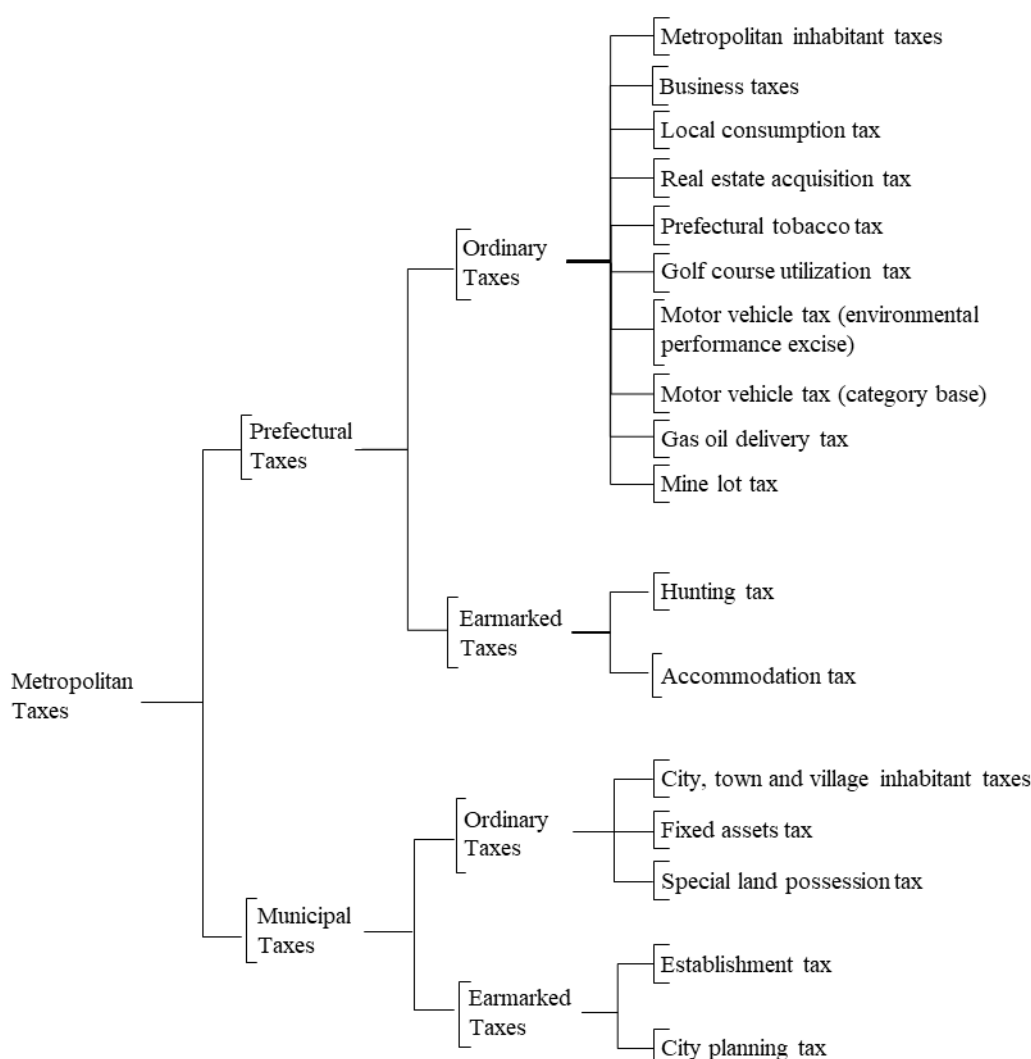 Metropolitan inhabitant taxes
Business taxes
Local consumption tax
Real estate acquisition tax
Prefectural tobacco tax
Ordinary
Taxes
Golf course utilization tax
Motor vehicle tax (environmental
performance excise)
Motor vehicle tax (category base)
Prefectural
Taxes
Gas oil delivery tax
Mine lot tax
Hunting tax
Earmarked
Taxes
Accommodation tax
Metropolitan
Taxes
City, town and village inhabitant taxes
Ordinary
Taxes
Fixed assets tax
Special land possession tax
Municipal
Taxes
Establishment tax
Earmarked
Taxes
City planning tax